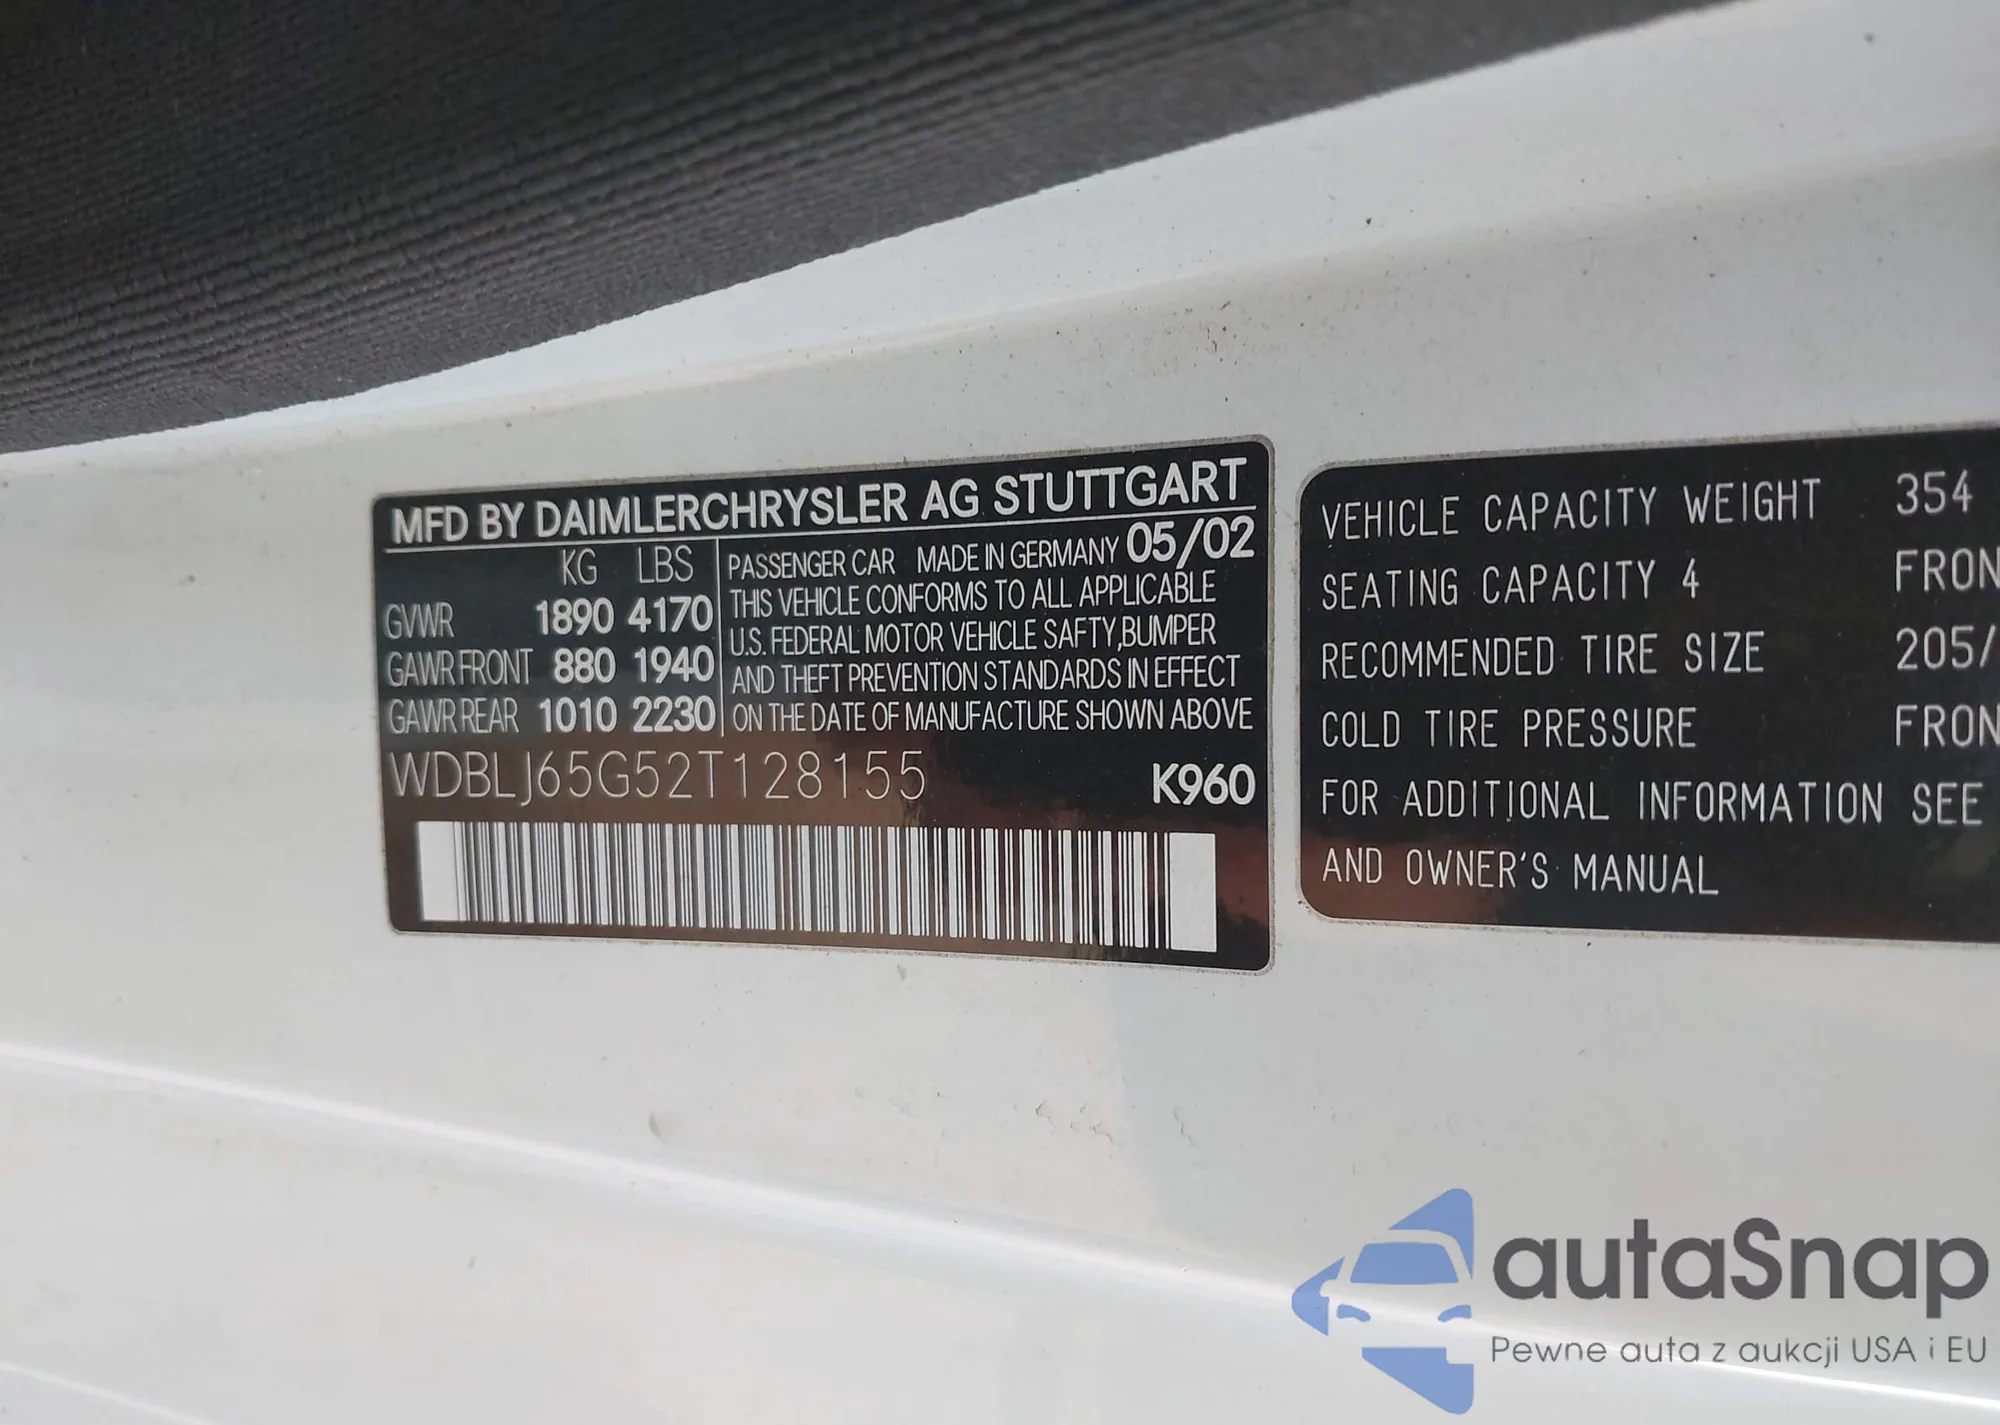 MFD BY DAIMLERCHRYSLER AG STUTTGART
KG LBS
GVWR 1890 4170
GAWR FRONT 880 1940
GAWR REAR 1010 2230
PASSENGER CAR MADE IN GERMANY 05/02
THIS VEHICLE CONFORMS TO ALL APPLICABLE
U.S. FEDERAL MOTOR VEHICLE SAFTY,BUMPER
AND THEFT PREVENTION STANDARDS IN EFFECT
ON THE DATE OF MANUFACTURE SHOWN ABOVE
WDBLJ65G52T128155 K960
VEHICLE CAPACITY WEIGHT 354
SEATING CAPACITY 4 FRON
RECOMMENDED TIRE SIZE 205/
COLD TIRE PRESSURE FRON
FOR ADDITIONAL INFORMATION SEE
AND OWNER'S MANUAL
autaSnap
Pewne auta z aukcji USA i EU